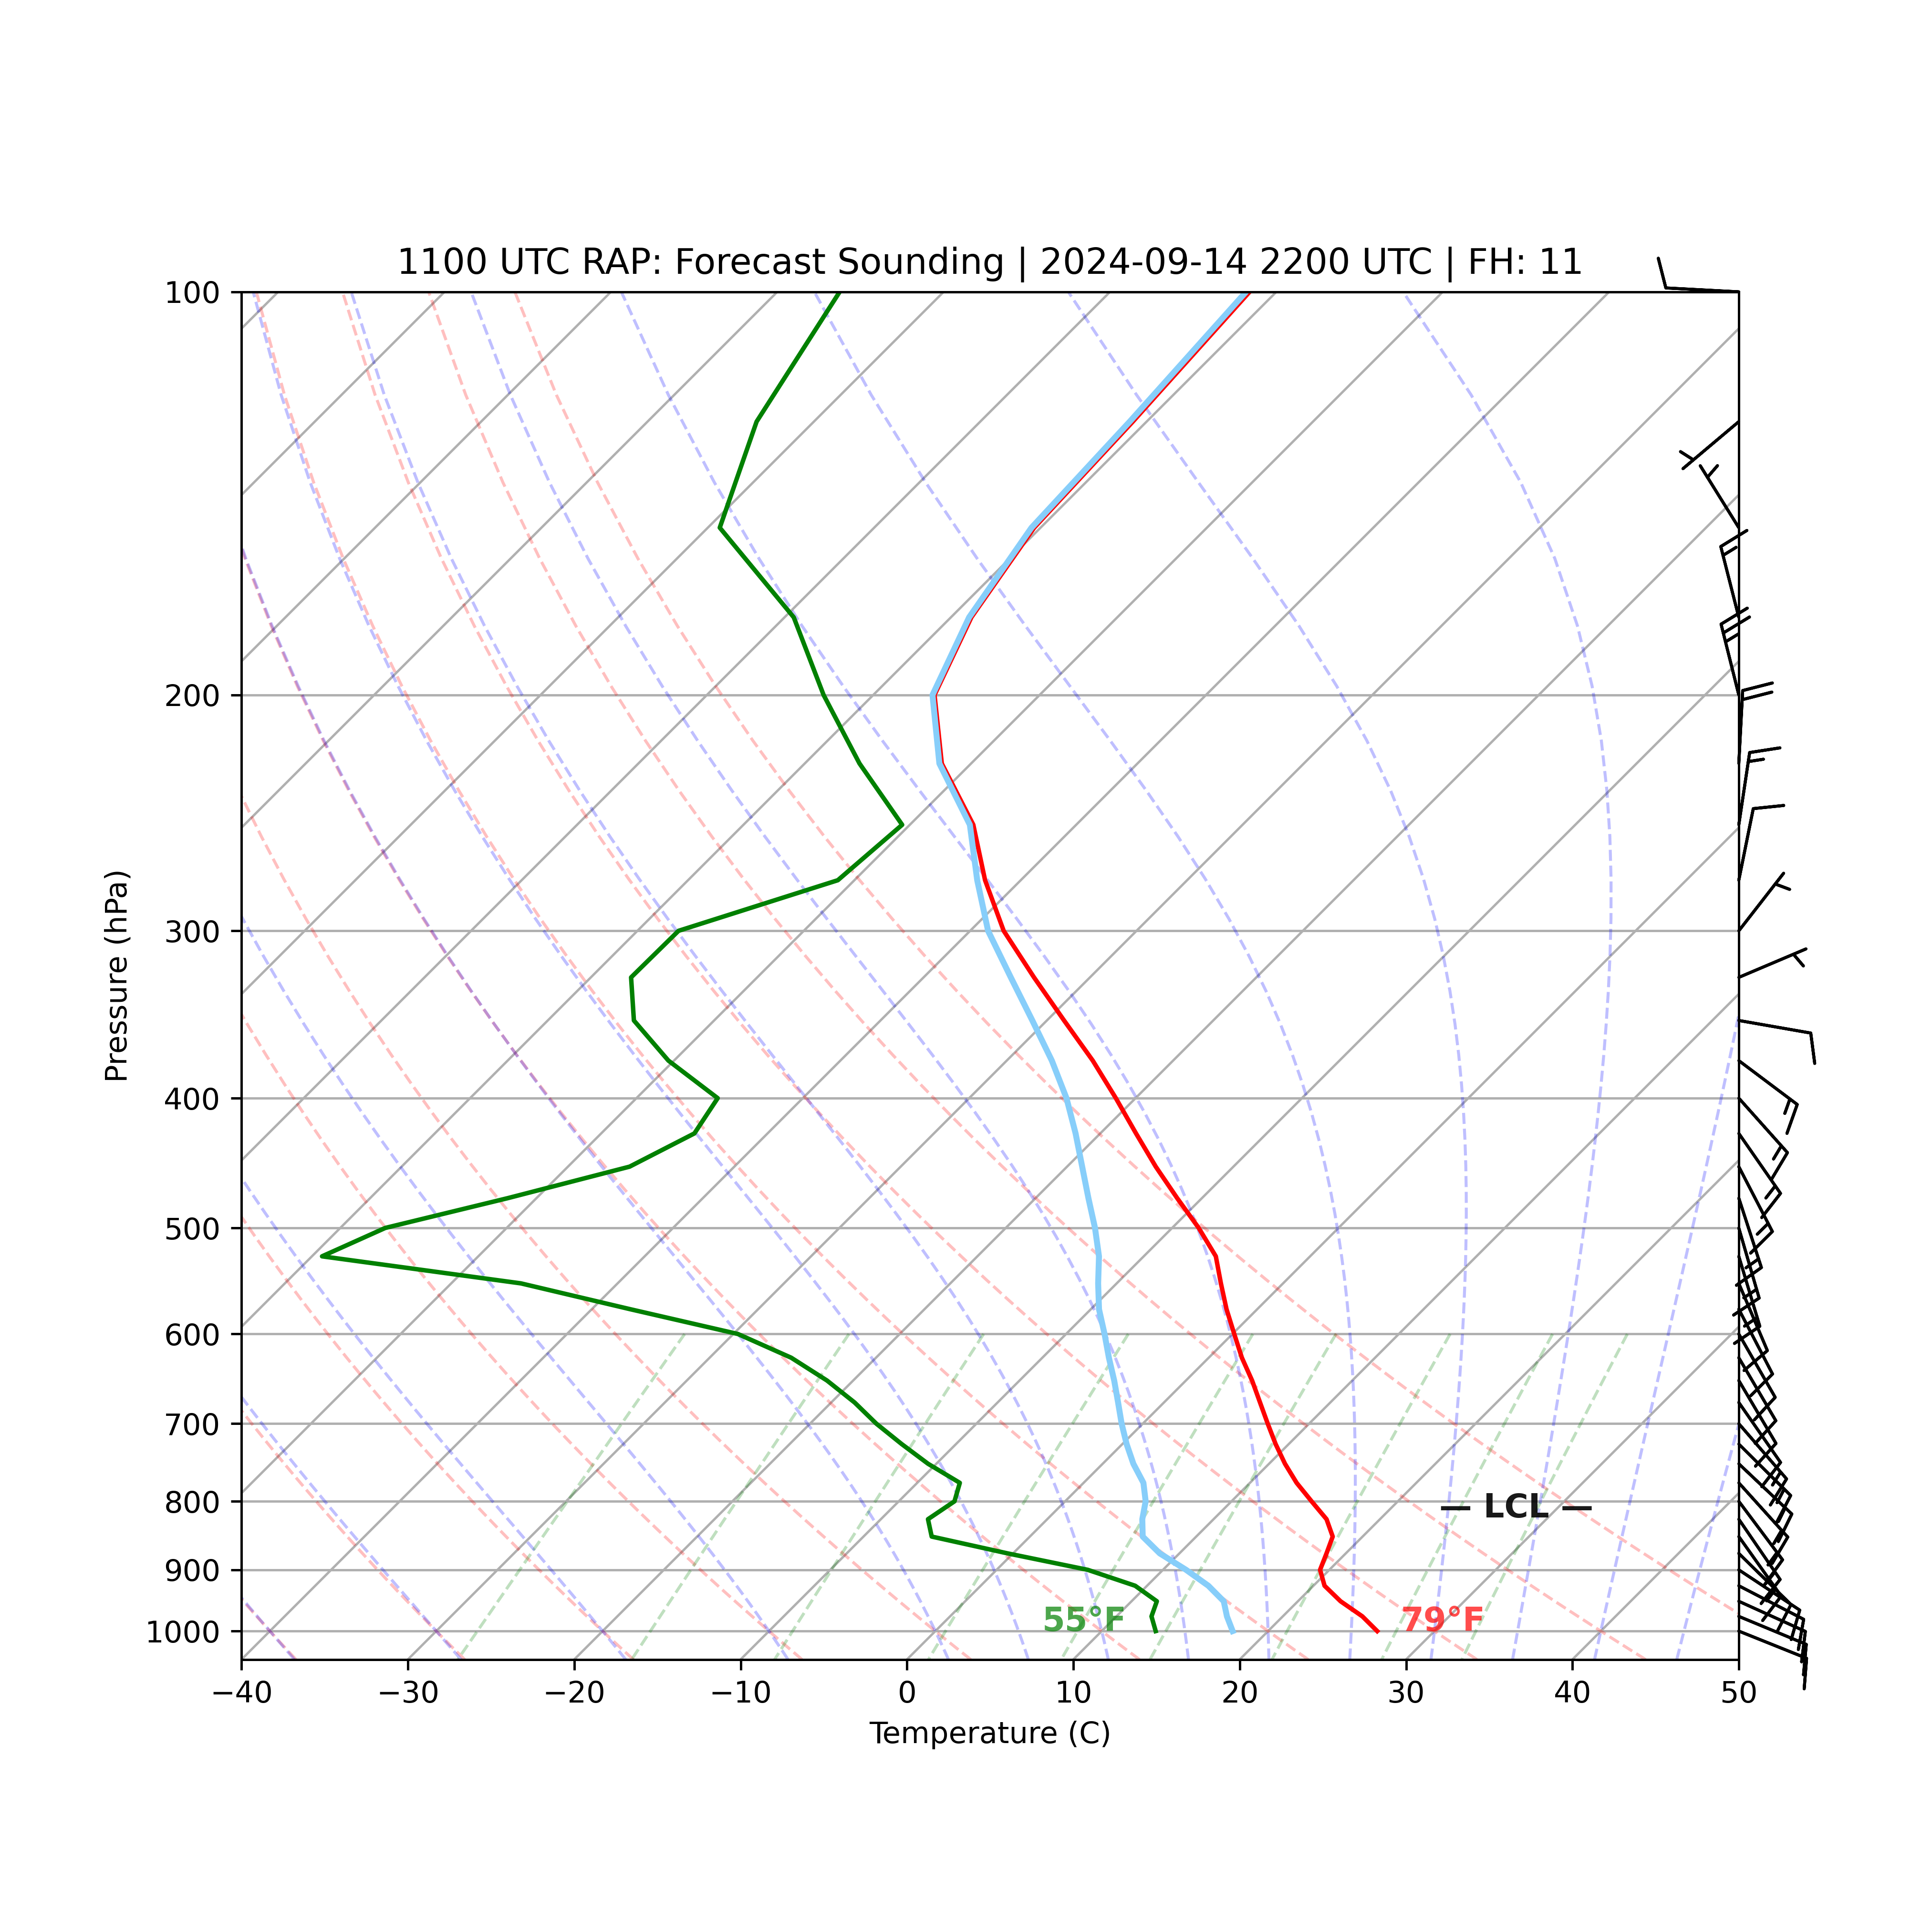 1100 UTC RAP: Forecast Sounding | 2024-09-14 2200 UTC | FH: 11
100
200
300
400
500
600
700
800
900
1000
Pressure (hPa)
— LCL —
55°F
79°F
−40 −30 −20 −10 0 10 20 30 40 50
Temperature (C)